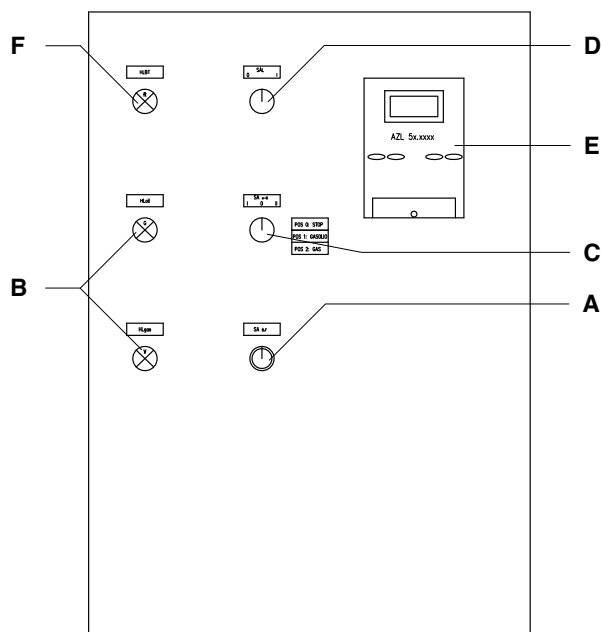 F
D
HLBT
SAL
0 I
R
AZL 5x.xxxx
E
HLoil
SA o-g
I 0 II
G
POS 0: STOP
POS 1: GASOLIO
POS 2: GAS
C
B
A
HLgas
SA s/r
V